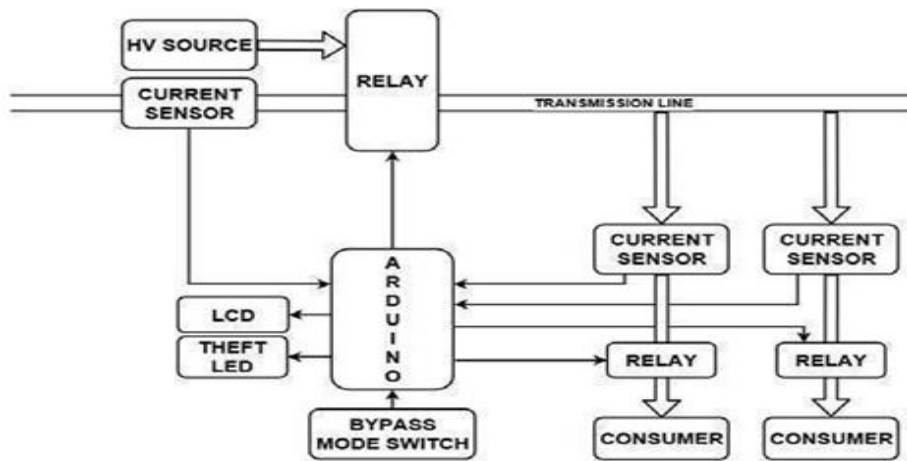 HV SOURCE
RELAY
CURRENT
SENSOR
TRANSMISSION LINE
CURRENT
SENSOR
CURRENT
SENSOR
A
R
D
U
I
N
O
LCD
THEFT
LED
RELAY
RELAY
BYPASS
MODE SWITCH
CONSUMER
CONSUMER